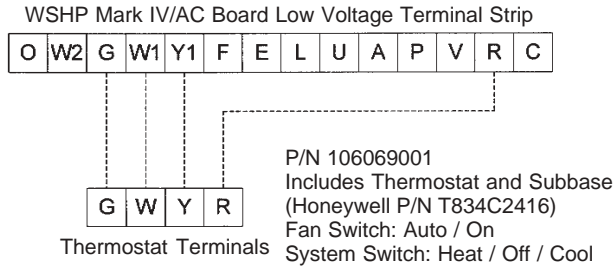 WSHP Mark IV/AC Board Low Voltage Terminal Strip
O W2 G W1 Y1 F E L U A P V R C
P/N 106069001
Includes Thermostat and Subbase
(Honeywell P/N T834C2416)
Fan Switch: Auto / On
System Switch: Heat / Off / Cool
G W Y R
Thermostat Terminals